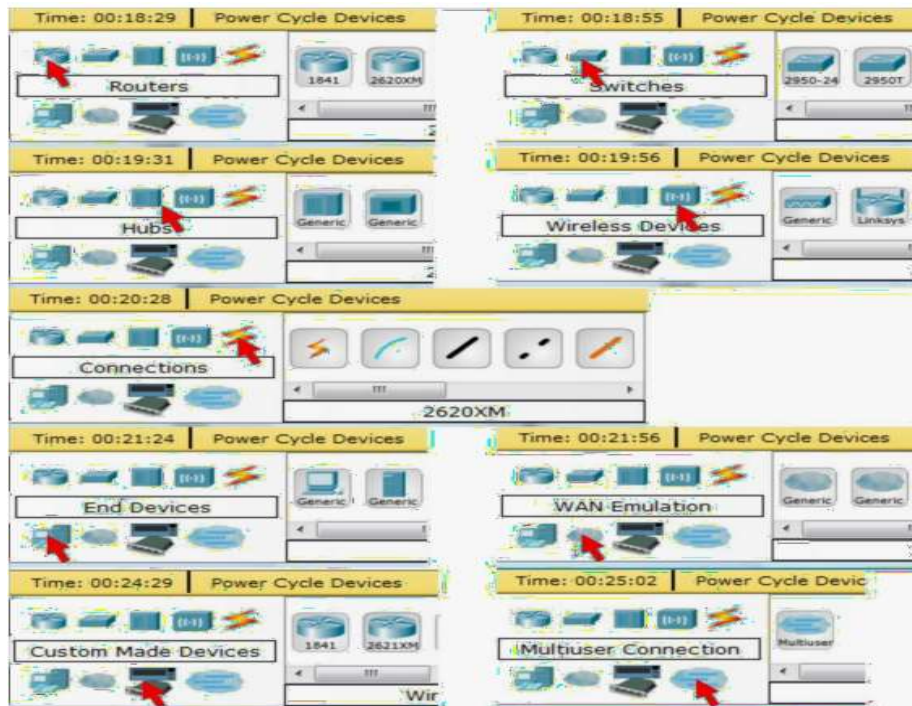 Time: 00:18:29 Power Cycle Devices
Routers
1841 2620XM
Time: 00:18:55 Power Cycle Devices
Switches
2950-24 2950T
Time: 00:19:31 Power Cycle Devices
Hubs
Generic Generic
Time: 00:19:56 Power Cycle Devices
Wireless Devices
Generic Linksys
Time: 00:20:28 Power Cycle Devices
Connections
2620XM
Time: 00:21:24 Power Cycle Devices
End Devices
Generic Generic
Time: 00:21:56 Power Cycle Devices
WAN Emulation
Generic Generic
Time: 00:24:29 Power Cycle Devices
Custom Made Devices
1841 2621XM
Wir
Time: 00:25:02 Power Cycle Devic
Multiuser Connection
Multiuser